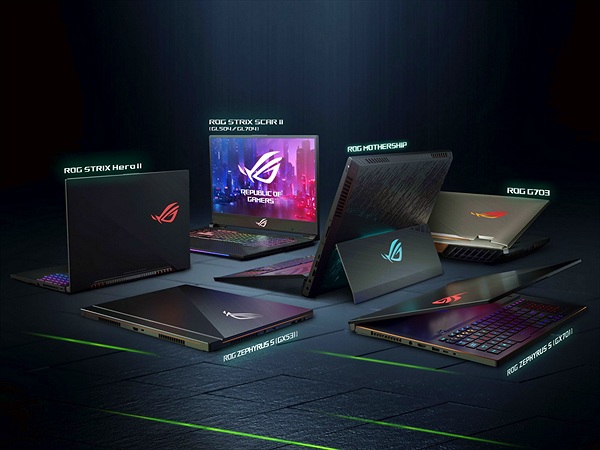 ROG STRIX SCAR II
(GL504/GL704)
ROG MOTHERSHIP
ROG STRIX Hero II
ROG G703
REPUBLIC OF
GAMERS
ROG ZEPHYRUS S (GX531)
ROG ZEPHYRUS S (GX701)